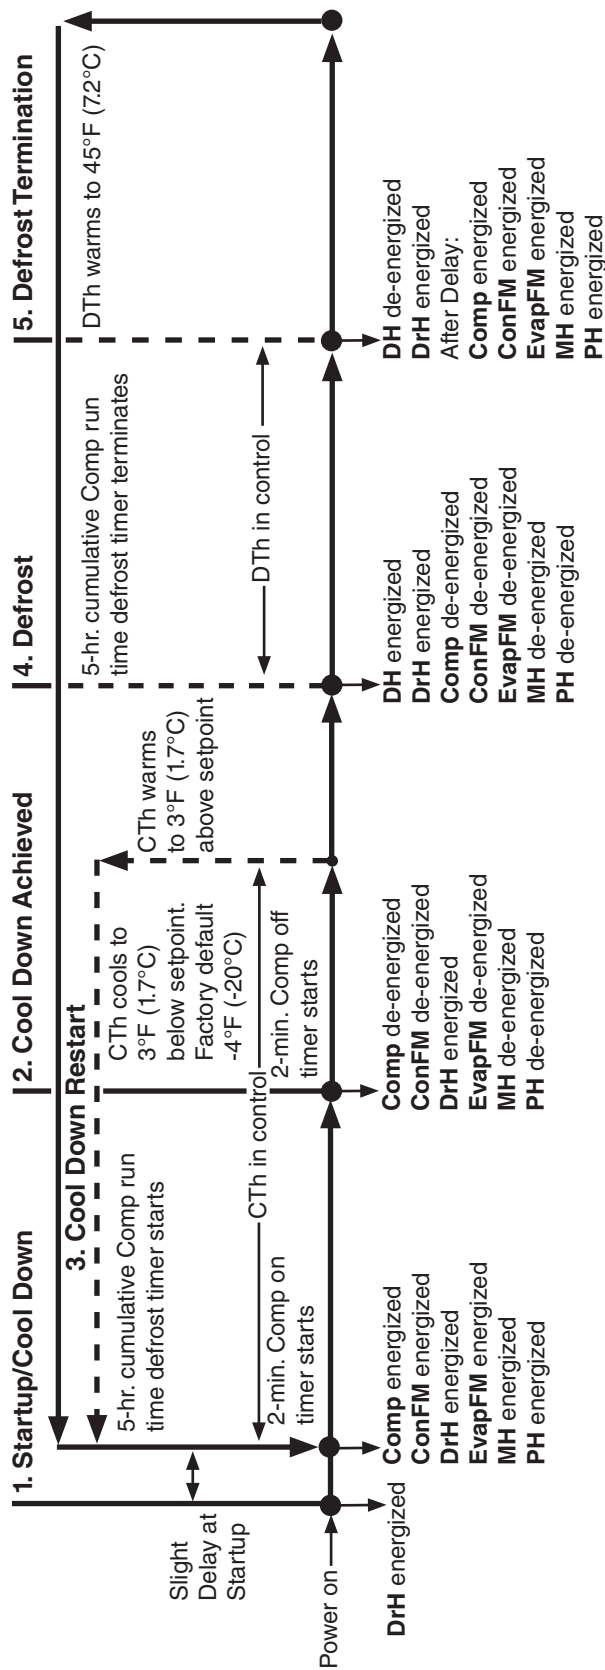 1. Startup/Cool Down
2. Cool Down Achieved
4. Defrost
5. Defrost Termination
3. Cool Down Restart
5-hr. cumulative Comp run
time defrost timer starts
CTh cools to
3°F (1.7°C)
below setpoint.
Factory default
-4°F (-20°C)
CTh warms
to 3°F (1.7°C)
above setpoint
5-hr. cumulative Comp run
time defrost timer terminates
DTh warms to 45°F (7.2°C)
Slight
Delay at
Startup
CTh in control
DTh in control
2-min. Comp on
timer starts
2-min. Comp off
timer starts
Power on
DrH energized
Comp energized
ConFM energized
DrH energized
EvapFM energized
MH energized
PH energized
Comp de-energized
ConFM de-energized
DrH energized
EvapFM de-energized
MH de-energized
PH de-energized
DH energized
DrH energized
Comp de-energized
ConFM de-energized
EvapFM de-energized
MH de-energized
PH de-energized
DH de-energized
DrH energized
After Delay:
Comp energized
ConFM energized
EvapFM energized
MH energized
PH energized